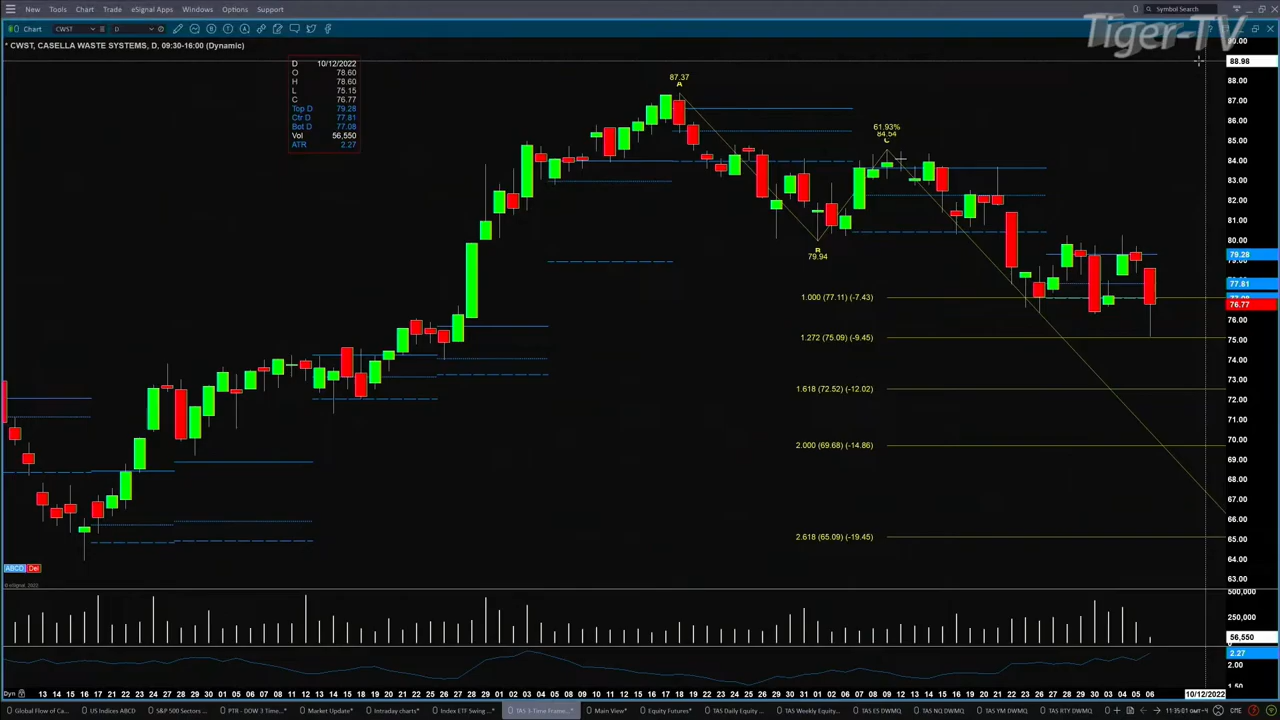 New Tools Chart Trade eSignal Apps Windows Options Support
Symbol Search
Tiger-TV
Chart CWST D
* CWST, CASELLA WASTE SYSTEMS, D, 09:30-16:00 (Dynamic)
D 10/12/2022
O 78.60
H 78.60
L 75.15
C 76.77
Top D 79.28
Ctr D 77.81
Bot D 77.08
Vol 56,550
ATR 2.27
87.37
A
61.93%
84.54
C
B
79.94
1.000 (77.11) (-7.43)
1.272 (75.09) (-9.45)
1.618 (72.52) (-12.02)
2.000 (69.68) (-14.86)
2.618 (65.09) (-19.45)
88.98
88.00
87.00
86.00
85.00
84.00
83.00
82.00
81.00
80.00
79.28
77.81
76.77
76.00
75.00
74.00
73.00
72.00
71.00
70.00
69.00
68.00
67.00
66.00
65.00
64.00
63.00
500,000
250,000
56,550
2.27
2.00
1.50
ABCD Del
© eSignal, 2022
Dyn 13 14 15 16 17 21 22 23 24 27 28 29 30 01 05 06 07 08 11 12 13 14 15 18 19 20 21 22 25 26 27 28 29 01 02 03 04 05 08 09 10 11 12 15 16 17 18 19 22 23 24 25 26 29 30 31 01 02 06 07 08 09 12 13 14 15 16 19 20 21 22 23 26 27 28 29 30 03 04 05 06 10/12/2022
Global Flow of Ca... US Indices ABCD S&P 500 Sectors ... PTR - DOW 3 Time... Market Update* Intraday charts* Index ETF Swing ... TAS 3-Time Frame...* Main View* Equity Futures* TAS Daily Equity ... TAS Weekly Equity... TAS ES DWMQ TAS NQ DWMQ TAS YM DWMQ TAS RTY DWMQ CME 11:35:01 GMT-4